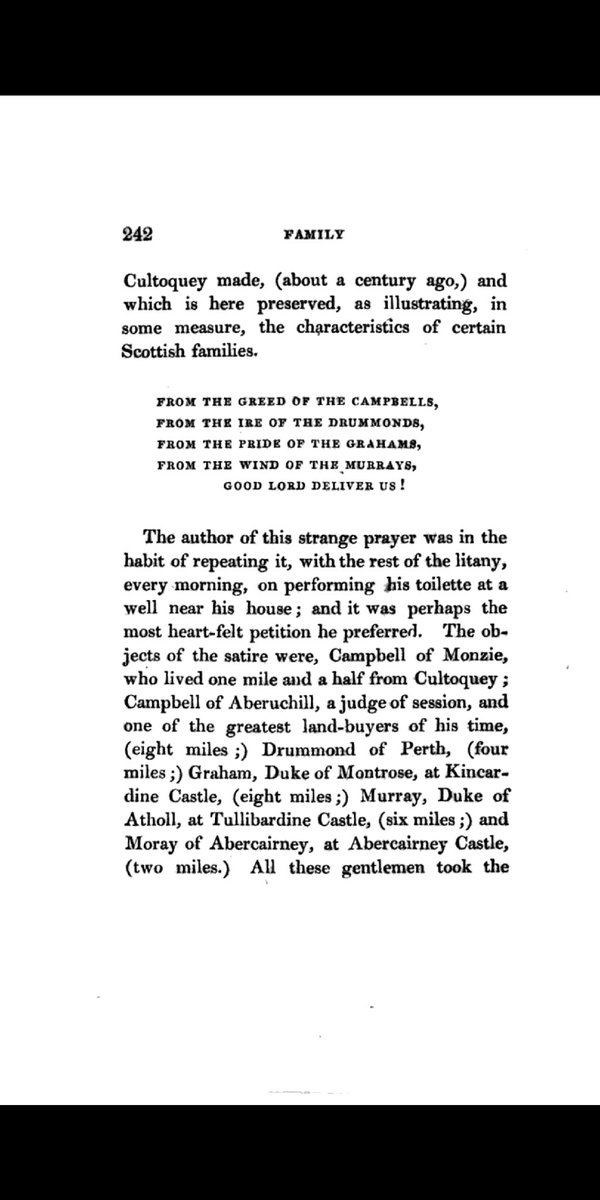 242 FAMILY
Cultoquey made, (about a century ago,) and
which is here preserved, as illustrating, in
some measure, the characteristics of certain
Scottish families.
FROM THE GREED OF THE CAMPBELLS,
FROM THE IRE OF THE DRUMMONDS,
FROM THE PRIDE OF THE GRAHAMS,
FROM THE WIND OF THE MURRAYS,
GOOD LORD DELIVER US!
The author of this strange prayer was in the
habit of repeating it, with the rest of the litany,
every morning, on performing his toilette at a
well near his house; and it was perhaps the
most heart-felt petition he preferred. The ob-
jects of the satire were, Campbell of Monzie,
who lived one mile and a half from Cultoquey;
Campbell of Aberuchill, a judge of session, and
one of the greatest land-buyers of his time,
(eight miles;) Drummond of Perth, (four
miles;) Graham, Duke of Montrose, at Kincar-
dine Castle, (eight miles;) Murray, Duke of
Atholl, at Tullibardine Castle, (six miles;) and
Moray of Abercairney, at Abercairney Castle,
(two miles.) All these gentlemen took the